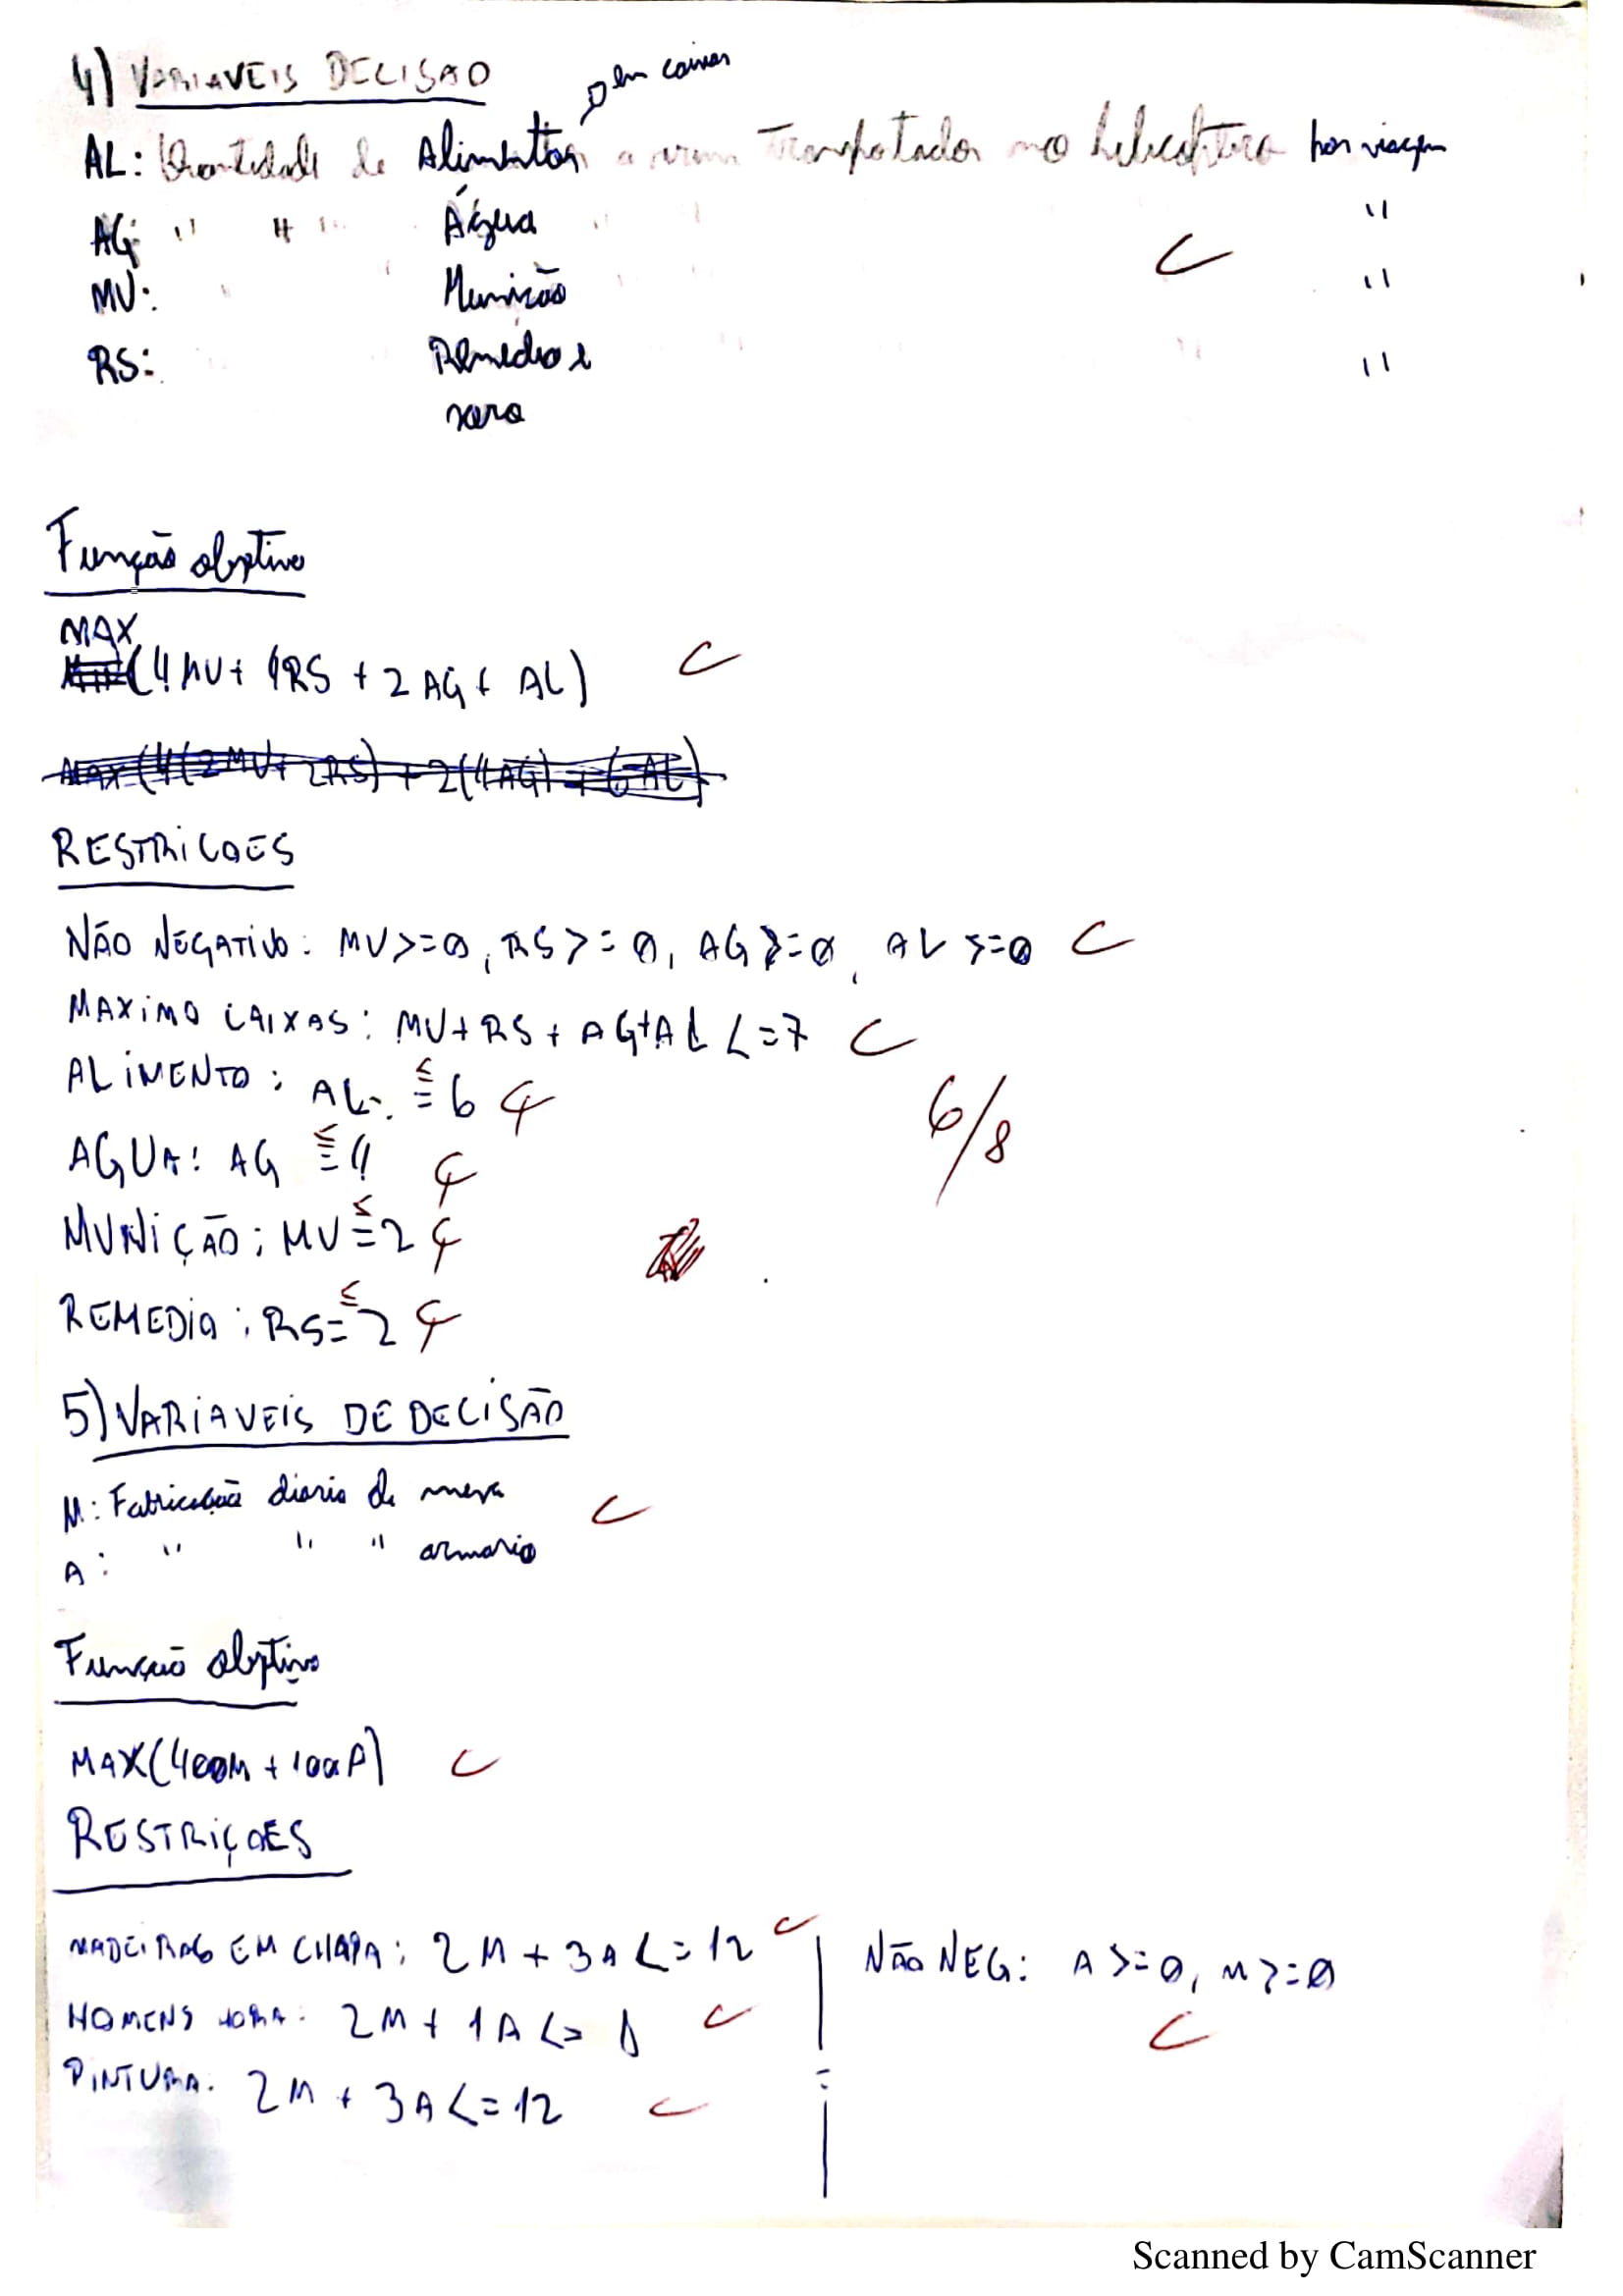 4) VARIAVEIS DECISAO
em caixas
AL: Quantidade de Alimentos a serem Transportados no helicoptero por viagem
AG: " " " Água " "
MU: " Munição " "
RS: Remedio e " "
soro
Função objetivo
MAX
(4MU + 4RS + 2AG + AL)
MAX (4(2MU + 2RS) + 2(4AG) + 6AL)
RESTRICOES
NÃO NEGATIVO: MU>=0, RS>=0, AG>=0, AL>=0 C
MAXIMO CAIXAS: MU+RS+AG+AL <=7 C
ALIMENTO: AL ≤ = 6 C
AGUA: AG ≤ = 4 C
6/8
MUNIÇÃO: MU ≤ = 2 C
REMEDIO: RS ≤ = 2 C
5) VARIAVEIS DE DECISÃO
M: Fabricação diaria de mesa C
A: " " " armario
Função objetivo
MAX(400M + 100A) C
RESTRIÇOES
MADEIRAS EM CHAPA: 2M + 3A <= 12 C
NÃO NEG: A >= 0, M >= 0 C
HOMENS HORA: 2M + 1A <= 8 C
PINTURA: 2M + 3A <= 12 C
Scanned by CamScanner